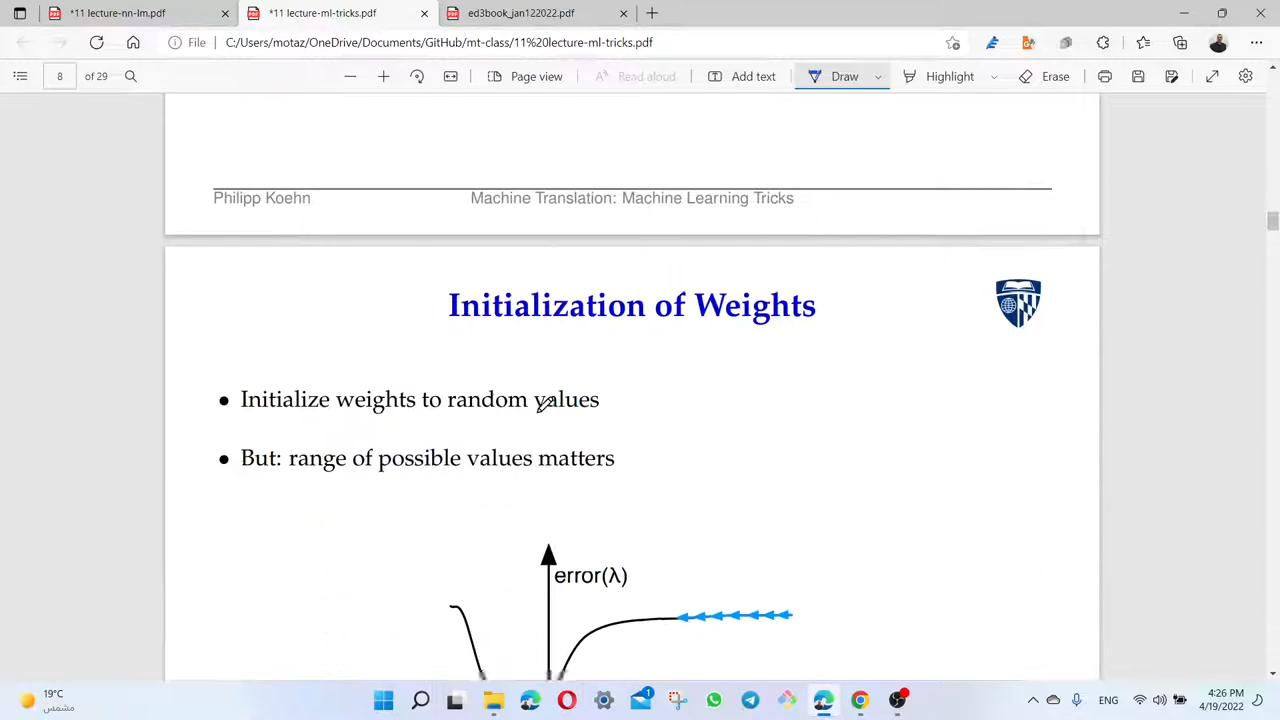 *11 lecture-nn-lm.pdf
*11 lecture-ml-tricks.pdf
ed3book_jan122022.pdf
File
C:/Users/motaz/OneDrive/Documents/GitHub/mt-class/11%20lecture-ml-tricks.pdf
8 of 29
Page view
Read aloud
Add text
Draw
Highlight
Erase
Philipp Koehn
Machine Translation: Machine Learning Tricks
Initialization of Weights
• Initialize weights to random values
• But: range of possible values matters
error(λ)
19°C
مشمس
1
ENG
4:26 PM
4/19/2022